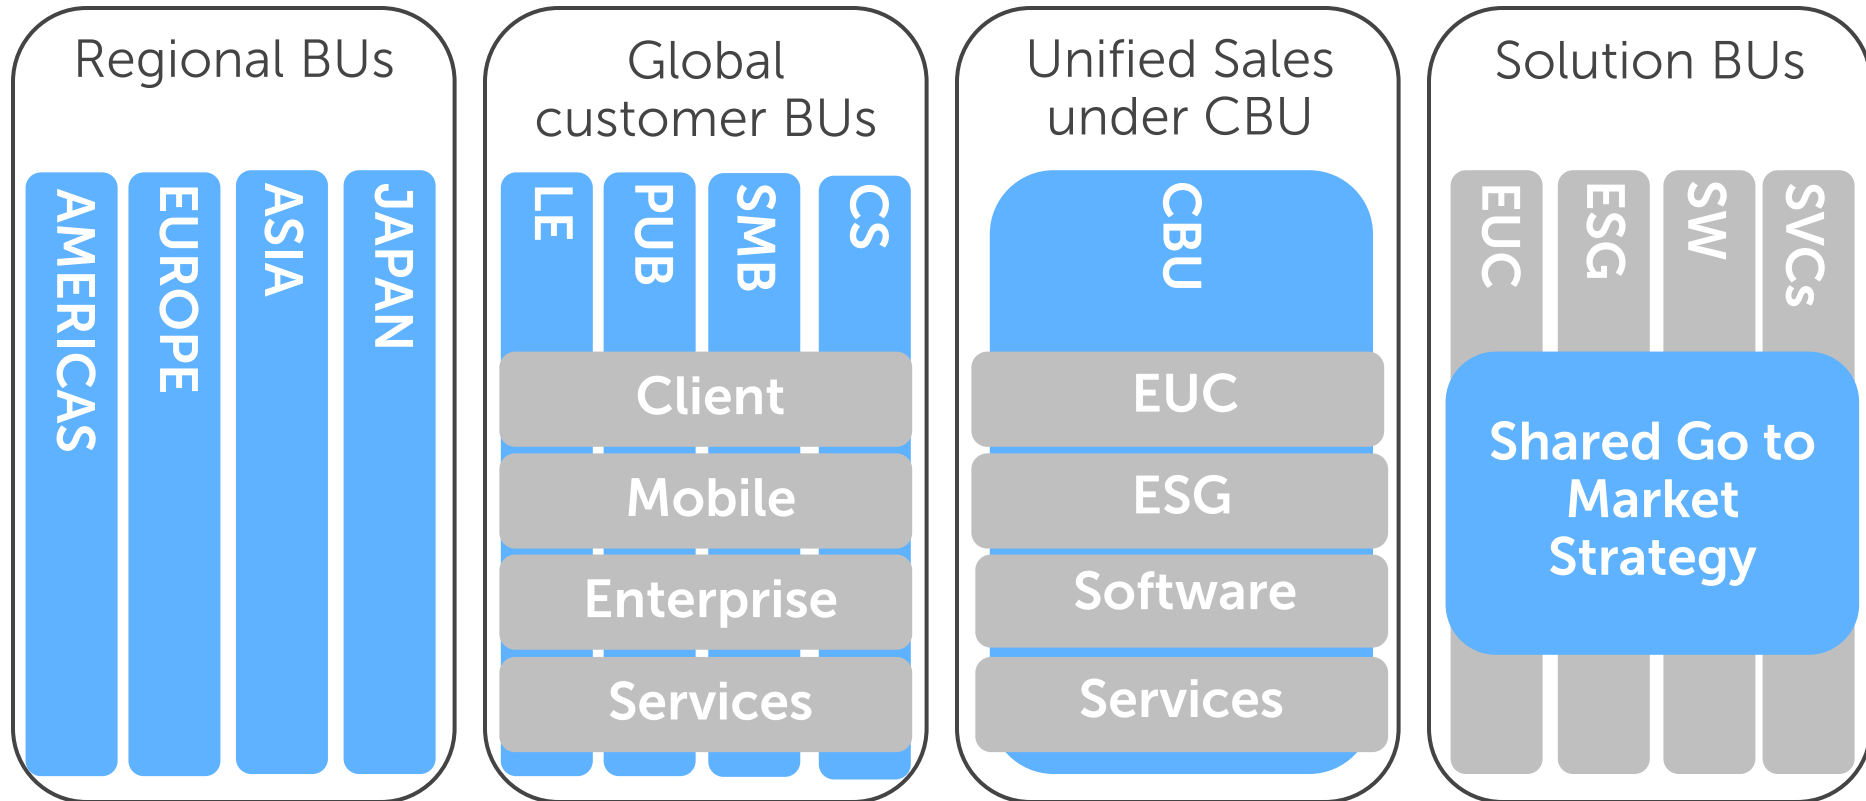 Regional BUs
AMERICAS
EUROPE
ASIA
JAPAN
Global
customer BUs
LE
PUB
SMB
CS
Client
Mobile
Enterprise
Services
Unified Sales
under CBU
CBU
EUC
ESG
Software
Services
Solution BUs
EUC
ESG
SW
SVCs
Shared Go to
Market
Strategy